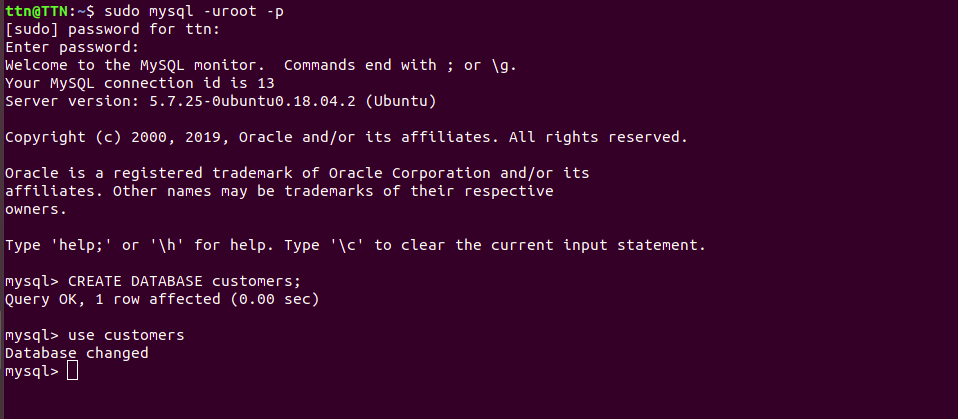 ttn@TTN:~$ sudo mysql -uroot -p
[sudo] password for ttn:
Enter password:
Welcome to the MySQL monitor.  Commands end with ; or \g.
Your MySQL connection id is 13
Server version: 5.7.25-0ubuntu0.18.04.2 (Ubuntu)
Copyright (c) 2000, 2019, Oracle and/or its affiliates. All rights reserved.
Oracle is a registered trademark of Oracle Corporation and/or its
affiliates. Other names may be trademarks of their respective
owners.
Type 'help;' or '\h' for help. Type '\c' to clear the current input statement.
mysql> CREATE DATABASE customers;
Query OK, 1 row affected (0.00 sec)
mysql> use customers
Database changed
mysql>